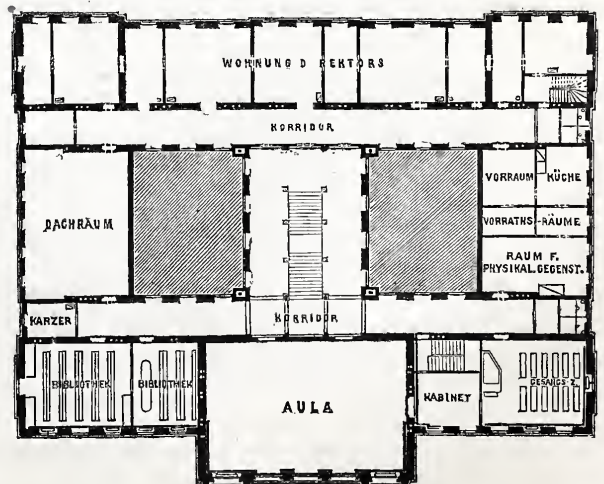 WOHNUNG D REKTORS
KORRIDOR
DACHRAUM
VORRAUM
KÜCHE
VORRATHS-RÄUME
RAUM F.
PHYSIKAL. GEGENST.
KARZER
KORRIDOR
BIBLIOTHEK
BIBLIOTHEK
AULA
KABINET
GESANGS-Z.